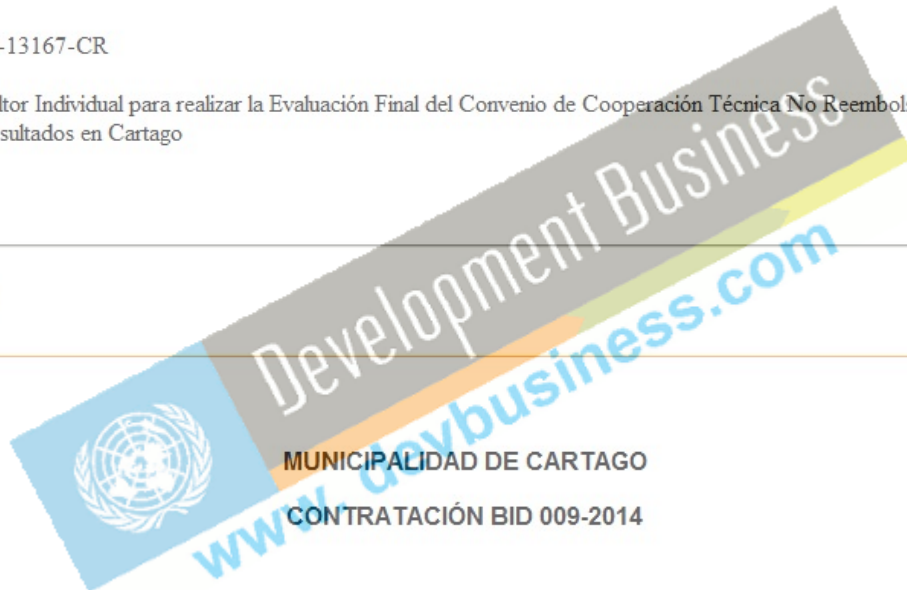 -13167-CR
ltor Individual para realizar la Evaluación Final del Convenio de Cooperación Técnica No Reembols
sultados en Cartago
Development Business
www.devbusiness.com
MUNICIPALIDAD DE CARTAGO
CONTRATACIÓN BID 009-2014